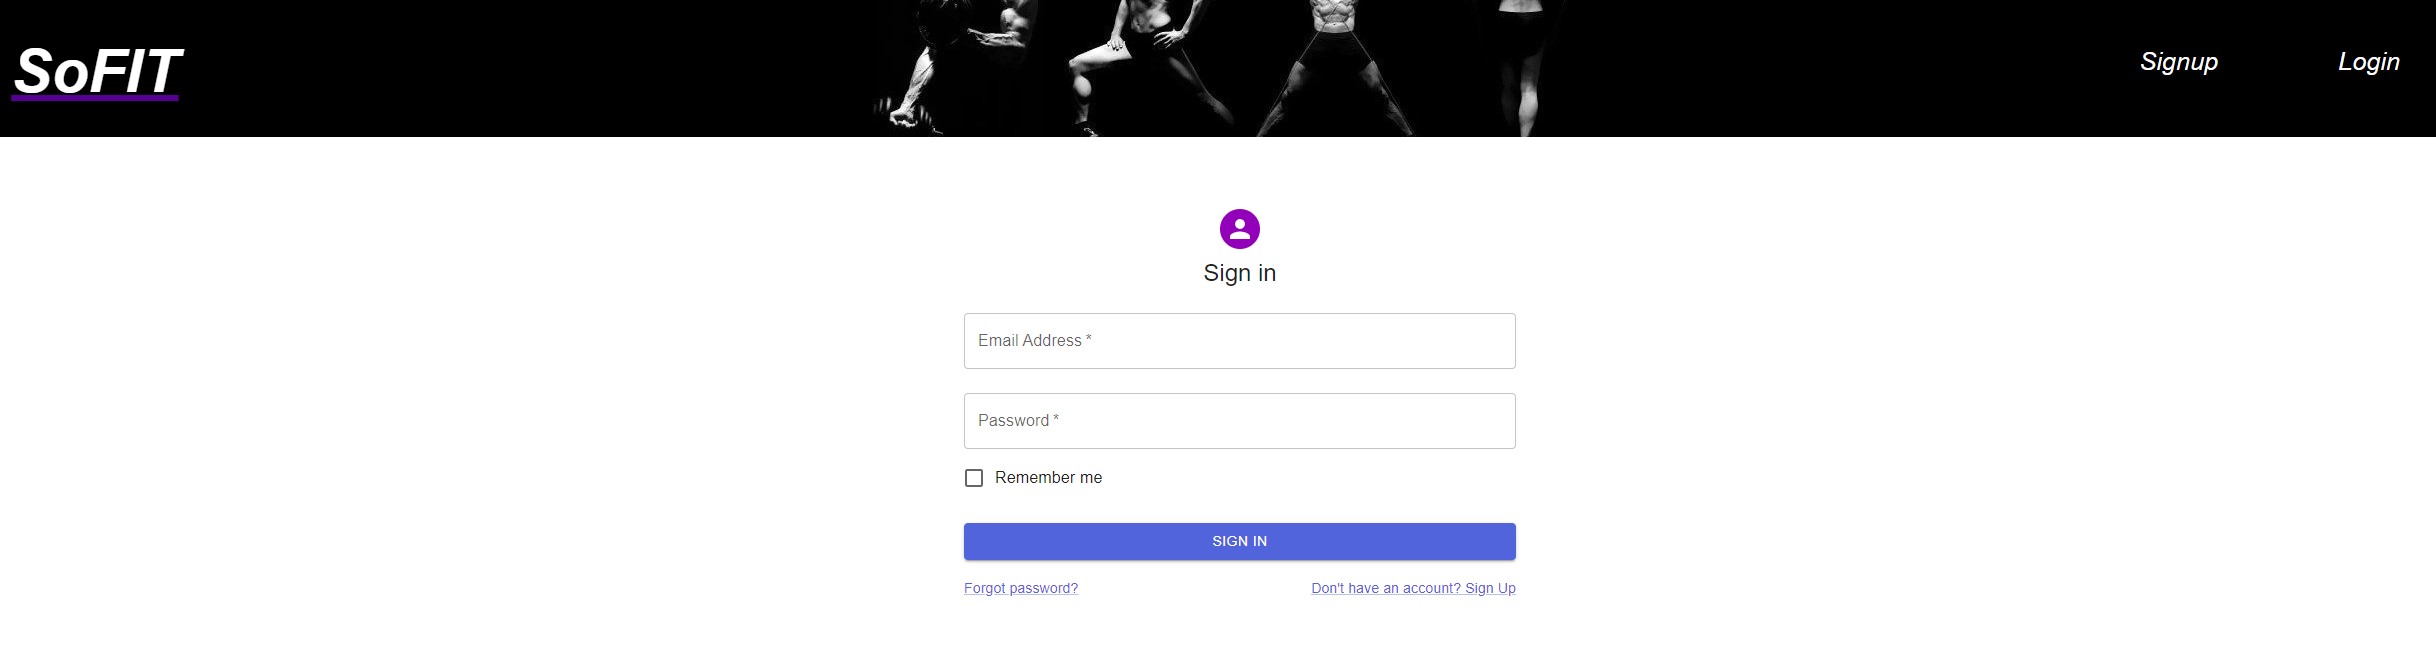 SoFIT
Signup
Login
Sign in
Email Address *
Password *
Remember me
SIGN IN
Forgot password?
Don't have an account? Sign Up